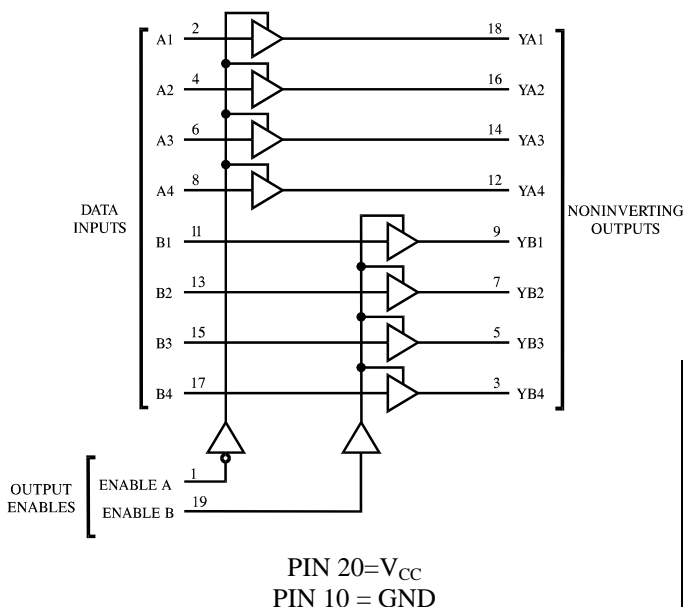 A1 2 18 YA1
A2 4 16 YA2
A3 6 14 YA3
A4 8 12 YA4
DATA
INPUTS
NONINVERTING
OUTPUTS
B1 11 9 YB1
B2 13 7 YB2
B3 15 5 YB3
B4 17 3 YB4
OUTPUT
ENABLES
ENABLE A 1
ENABLE B 19
PIN 20=VCC
PIN 10 = GND